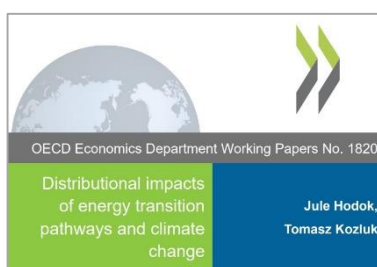 OECD Economics Department Working Papers No. 1820
Distributional impacts
of energy transition
pathways and climate
change
Jule Hodok,
Tomasz Kozluk